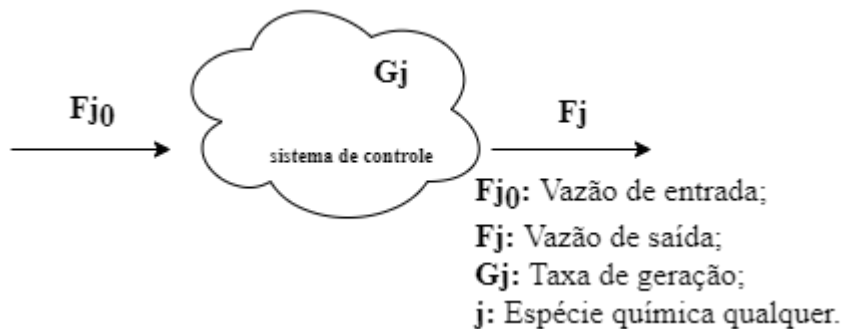 Gj
Fj0
Fj
sistema de controle
Fj0: Vazão de entrada;
Fj: Vazão de saída;
Gj: Taxa de geração;
j: Espécie química qualquer.